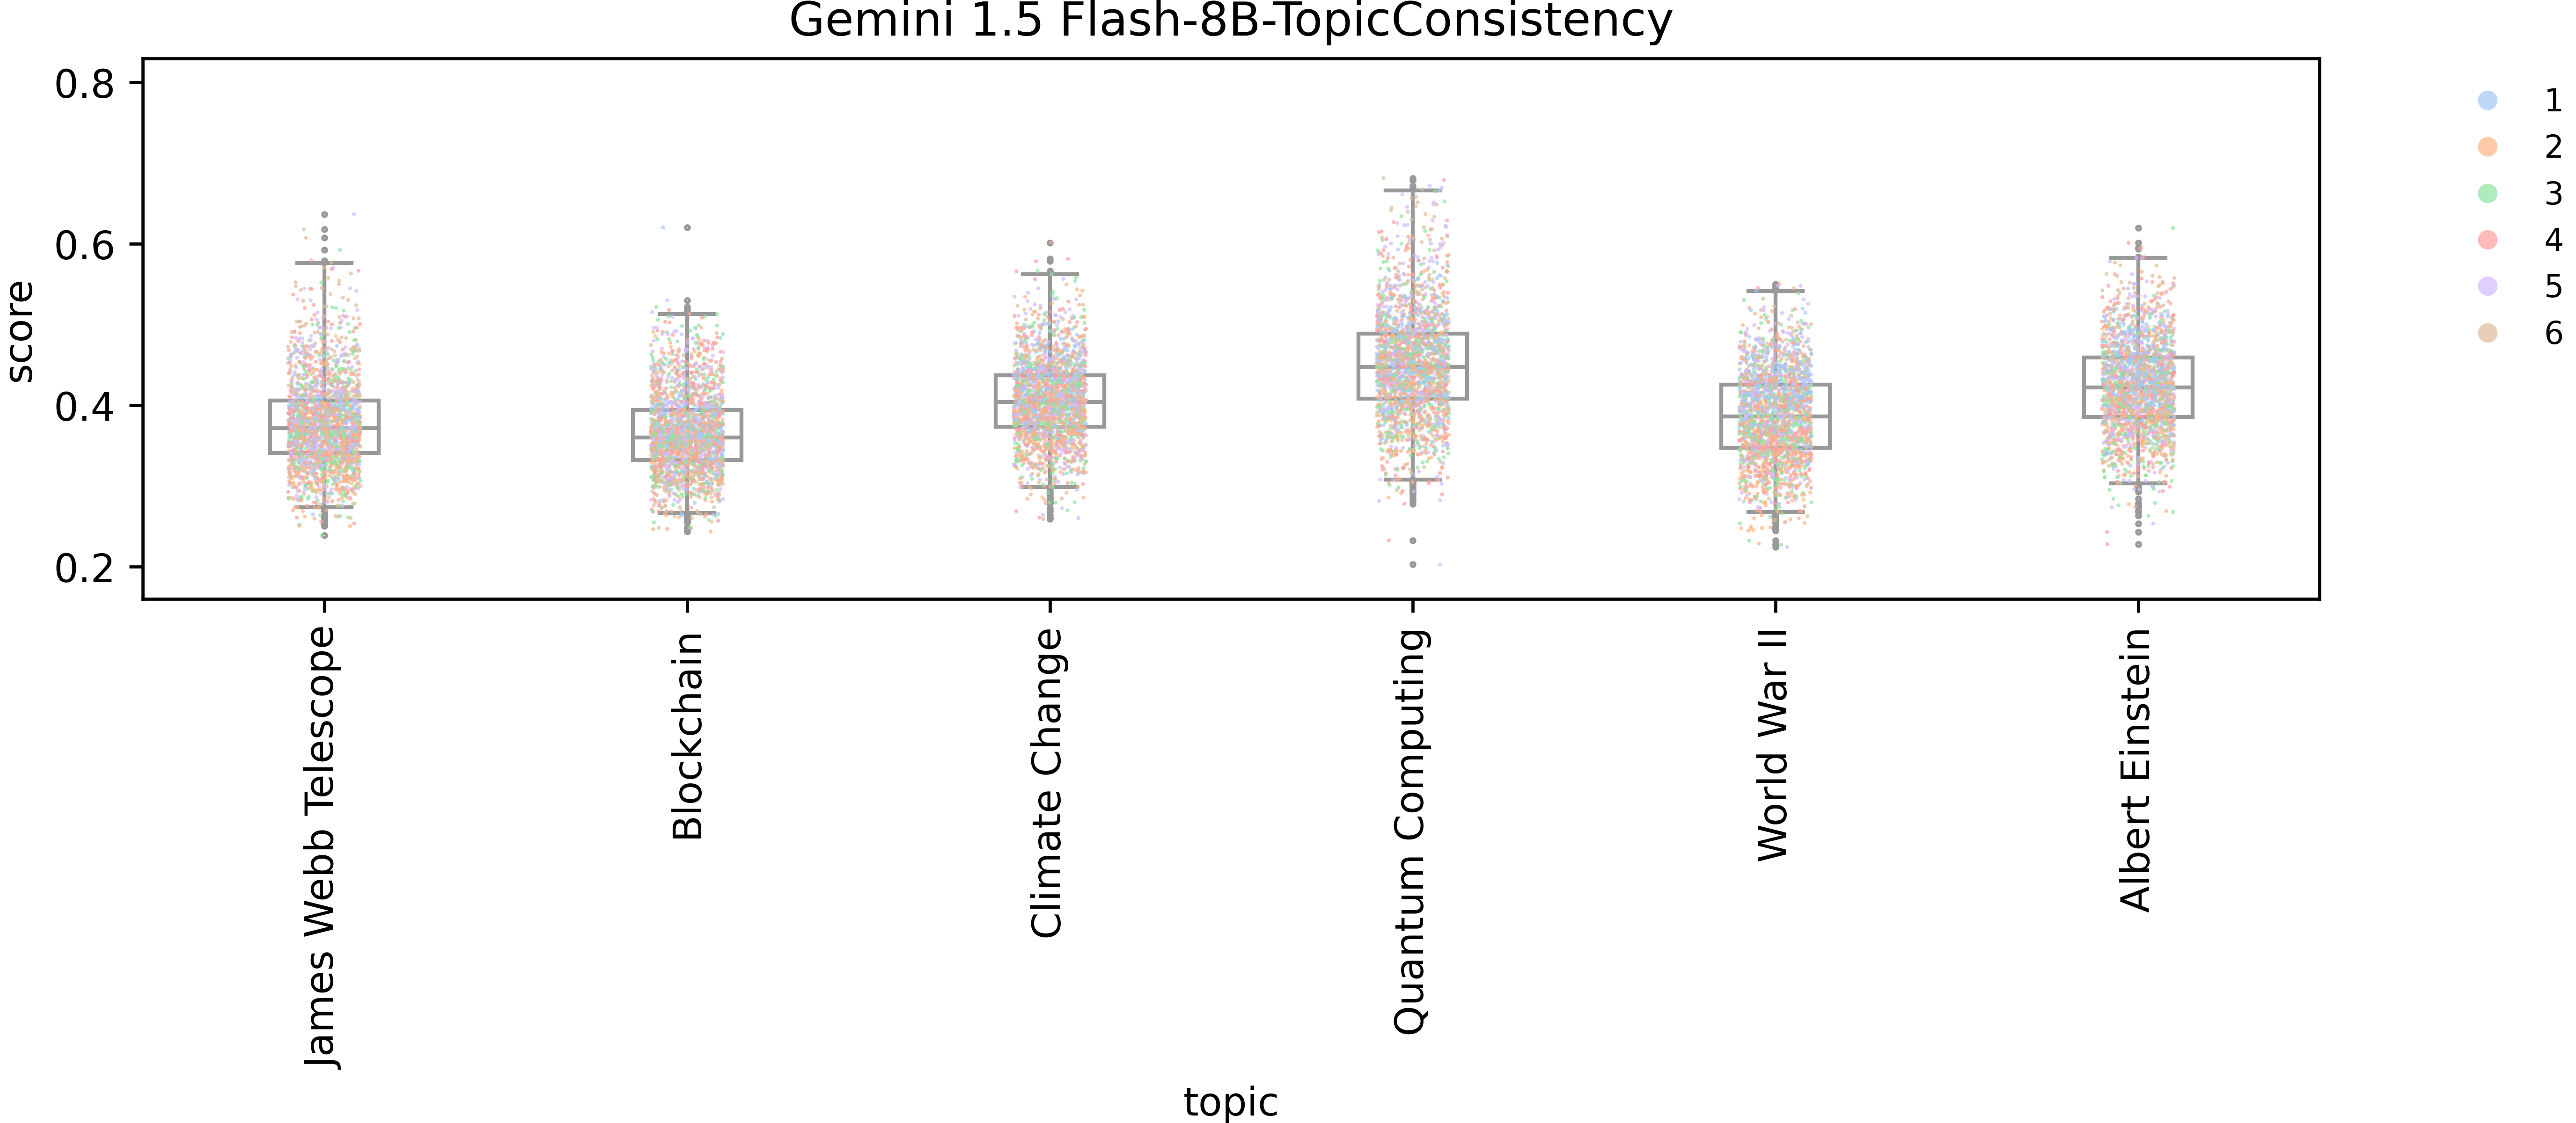 Gemini 1.5 Flash-8B-TopicConsistency
score
0.8
0.6
0.4
0.2
James Webb Telescope
Blockchain
Climate Change
Quantum Computing
World War II
Albert Einstein
topic
1
2
3
4
5
6